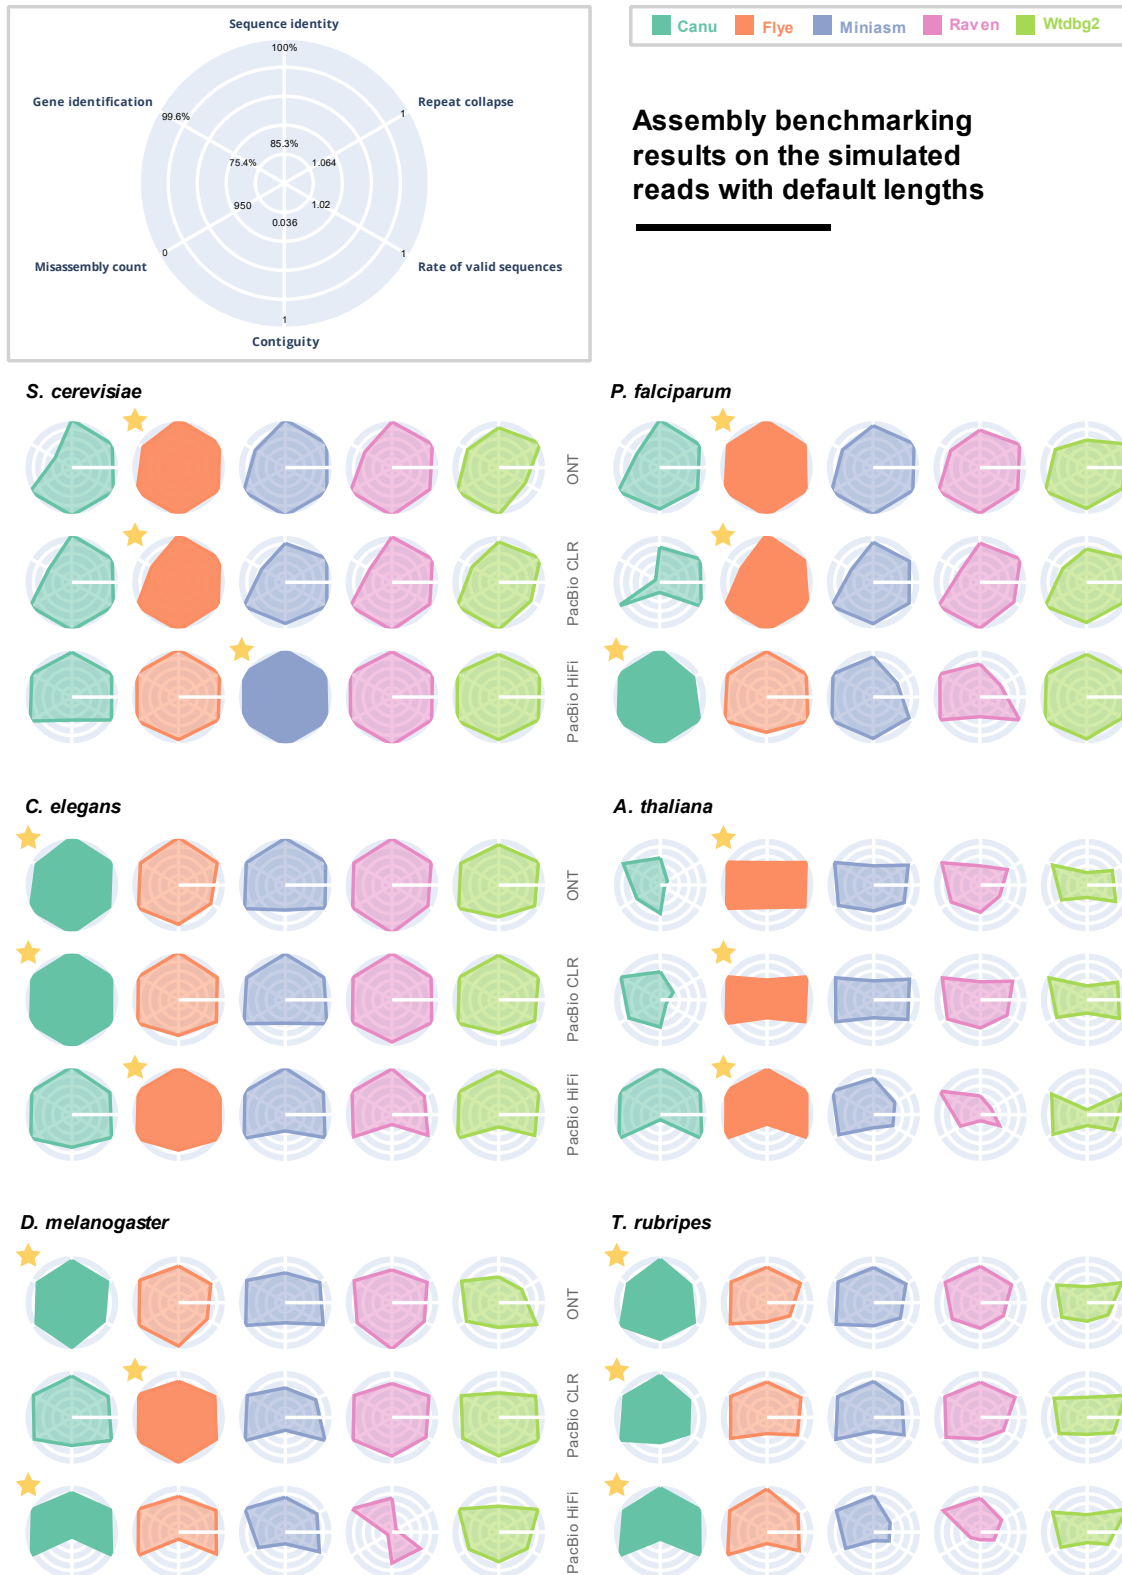 Sequence identity
100%
Gene identification
99.6%
Repeat collapse
1
85.3%
75.4%
1.064
950
1.02
0.036
Misassembly count
0
1
Rate of valid sequences
1
Contiguity
Canu
Flye
Miniasm
Raven
Wtdbg2
Assembly benchmarking
results on the simulated
reads with default lengths
S. cerevisiae
P. falciparum
ONT
PacBio CLR
PacBio HiFi
C. elegans
A. thaliana
ONT
PacBio CLR
PacBio HiFi
D. melanogaster
T. rubripes
ONT
PacBio CLR
PacBio HiFi